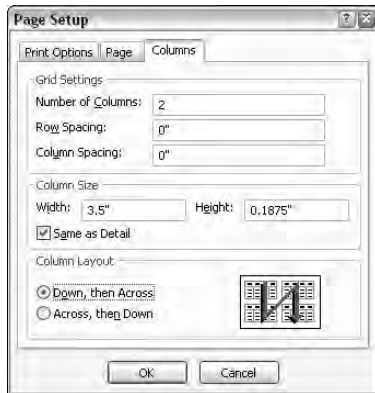 Page Setup
Print Options Page Columns
Grid Settings
Number of Columns: 2
Row Spacing: 0"
Column Spacing: 0"
Column Size
Width: 3.5" Height: 0.1875"
Same as Detail
Column Layout
Down, then Across
Across, then Down
OK Cancel